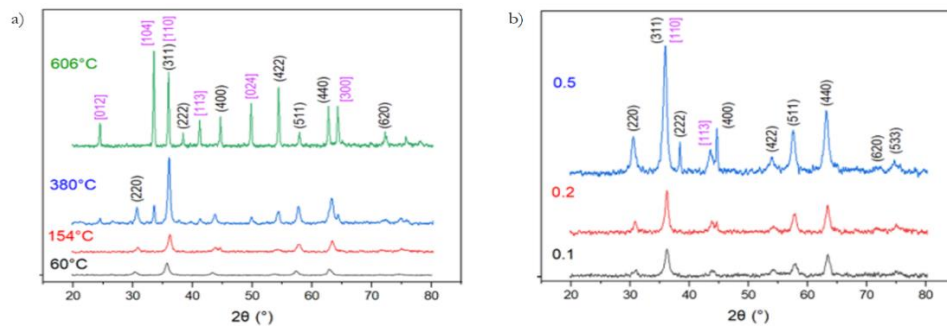 a)
606°C
[012]
[104]
(311)
[110]
(222)
[113]
(400)
[024]
(422)
(511)
(440)
[300]
(620)
380°C
(220)
154°C
60°C
20 30 40 50 60 70 80
2θ (°)
b)
0.5
(220)
(311)
[110]
(222)
[113]
(400)
(422)
(511)
(440)
(620)
(533)
0.2
0.1
20 30 40 50 60 70 80
2θ (°)